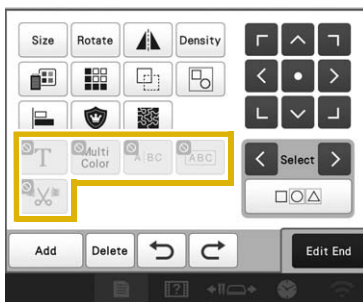 Size Rotate Density
T Multi Color A BC ABC
Select
Add Delete Edit End
[?]